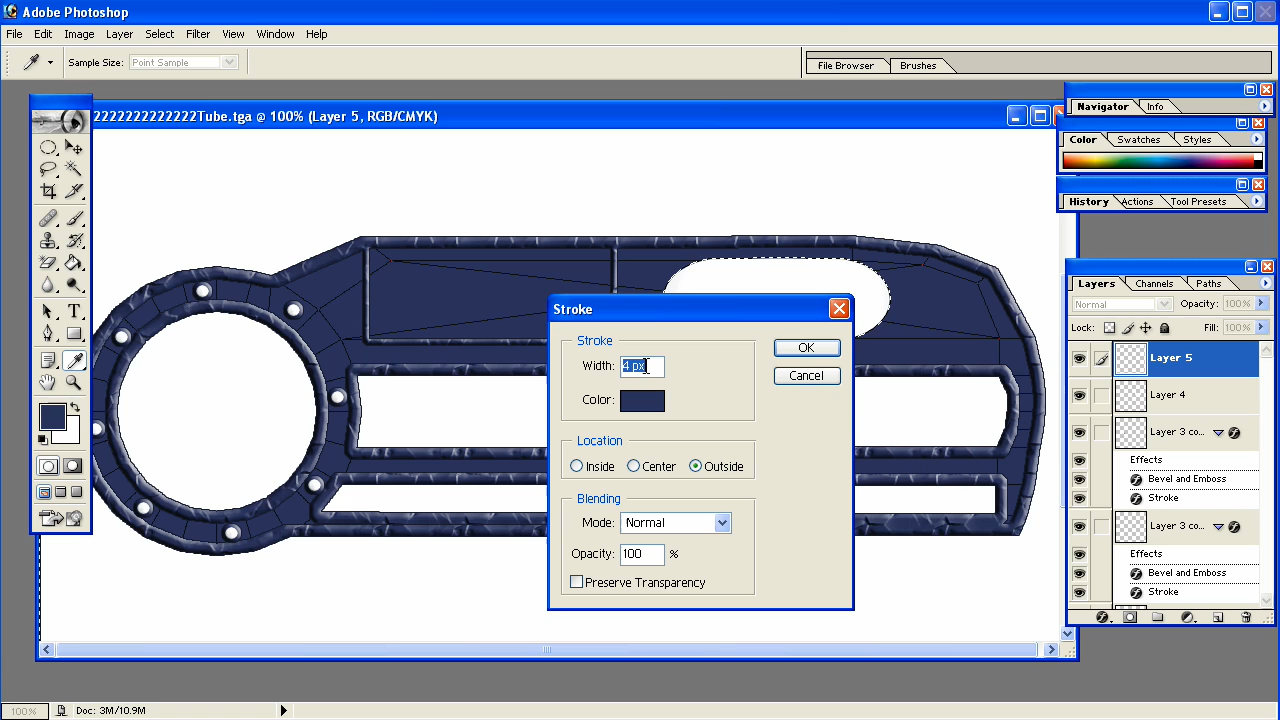 Adobe Photoshop
File Edit Image Layer Select Filter View Window Help
Sample Size: Point Sample
File Browser Brushes
22222222222222Tube.tga @ 100% (Layer 5, RGB/CMYK)
Navigator Info
Color Swatches Styles
History Actions Tool Presets
Layers Channels Paths
Normal Opacity: 100%
Lock: Fill: 100%
Layer 5
Layer 4
Layer 3 co...
Effects
Bevel and Emboss
Stroke
Layer 3 co...
Effects
Bevel and Emboss
Stroke
Stroke
Stroke
Width: 4 px
Color:
OK
Cancel
Location
Inside Center Outside
Blending
Mode: Normal
Opacity: 100 %
Preserve Transparency
T
100% Doc: 3M/10.9M